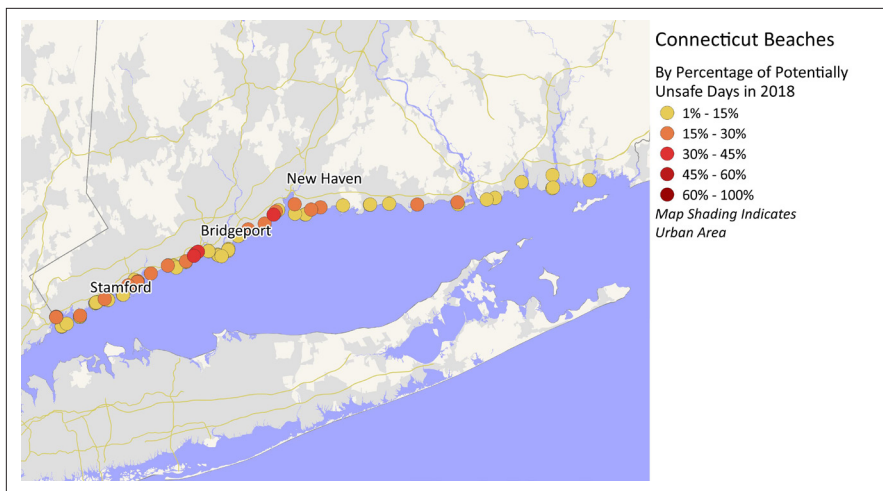 Connecticut Beaches
By Percentage of Potentially
Unsafe Days in 2018
1% - 15%
15% - 30%
30% - 45%
45% - 60%
60% - 100%
Map Shading Indicates
Urban Area
New Haven
Bridgeport
Stamford